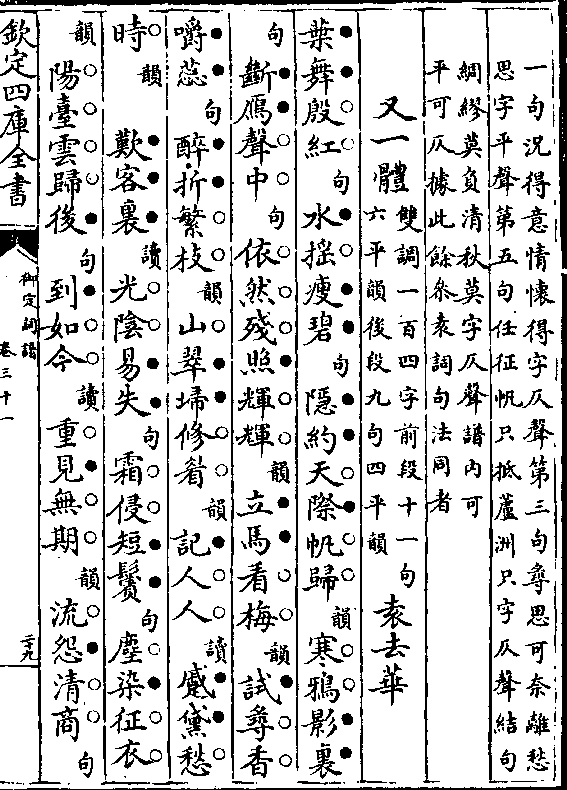 一句況得意情懷得字仄聲第三句尋思可奈離愁
思字平聲第五句任征帆只抵蘆洲只字仄聲結句
綢繆莫負清秋莫字仄聲譜內可
平可仄據此餘參袁詞句法同者
又一體 雙調一百四字前段十一句
六平韻後段九句四平韻 袁去華
葉舞殷紅句水揺瘦碧句隱約天際帆歸韻寒鴉影裏
句斷鴈聲中句依然殘照輝輝韻立馬看梅韻試尋香
嚼蕊句醉折繁枝韻山翠埽修眉韻記人人讀蹙黛愁
時韻歎客裏讀光陰易失句霜侵短鬢句塵染征衣
韻陽臺雲歸後句到如今讀重見無期韻流怨清商句
欽定四庫全書
御定詞譜
卷三十一
二十九